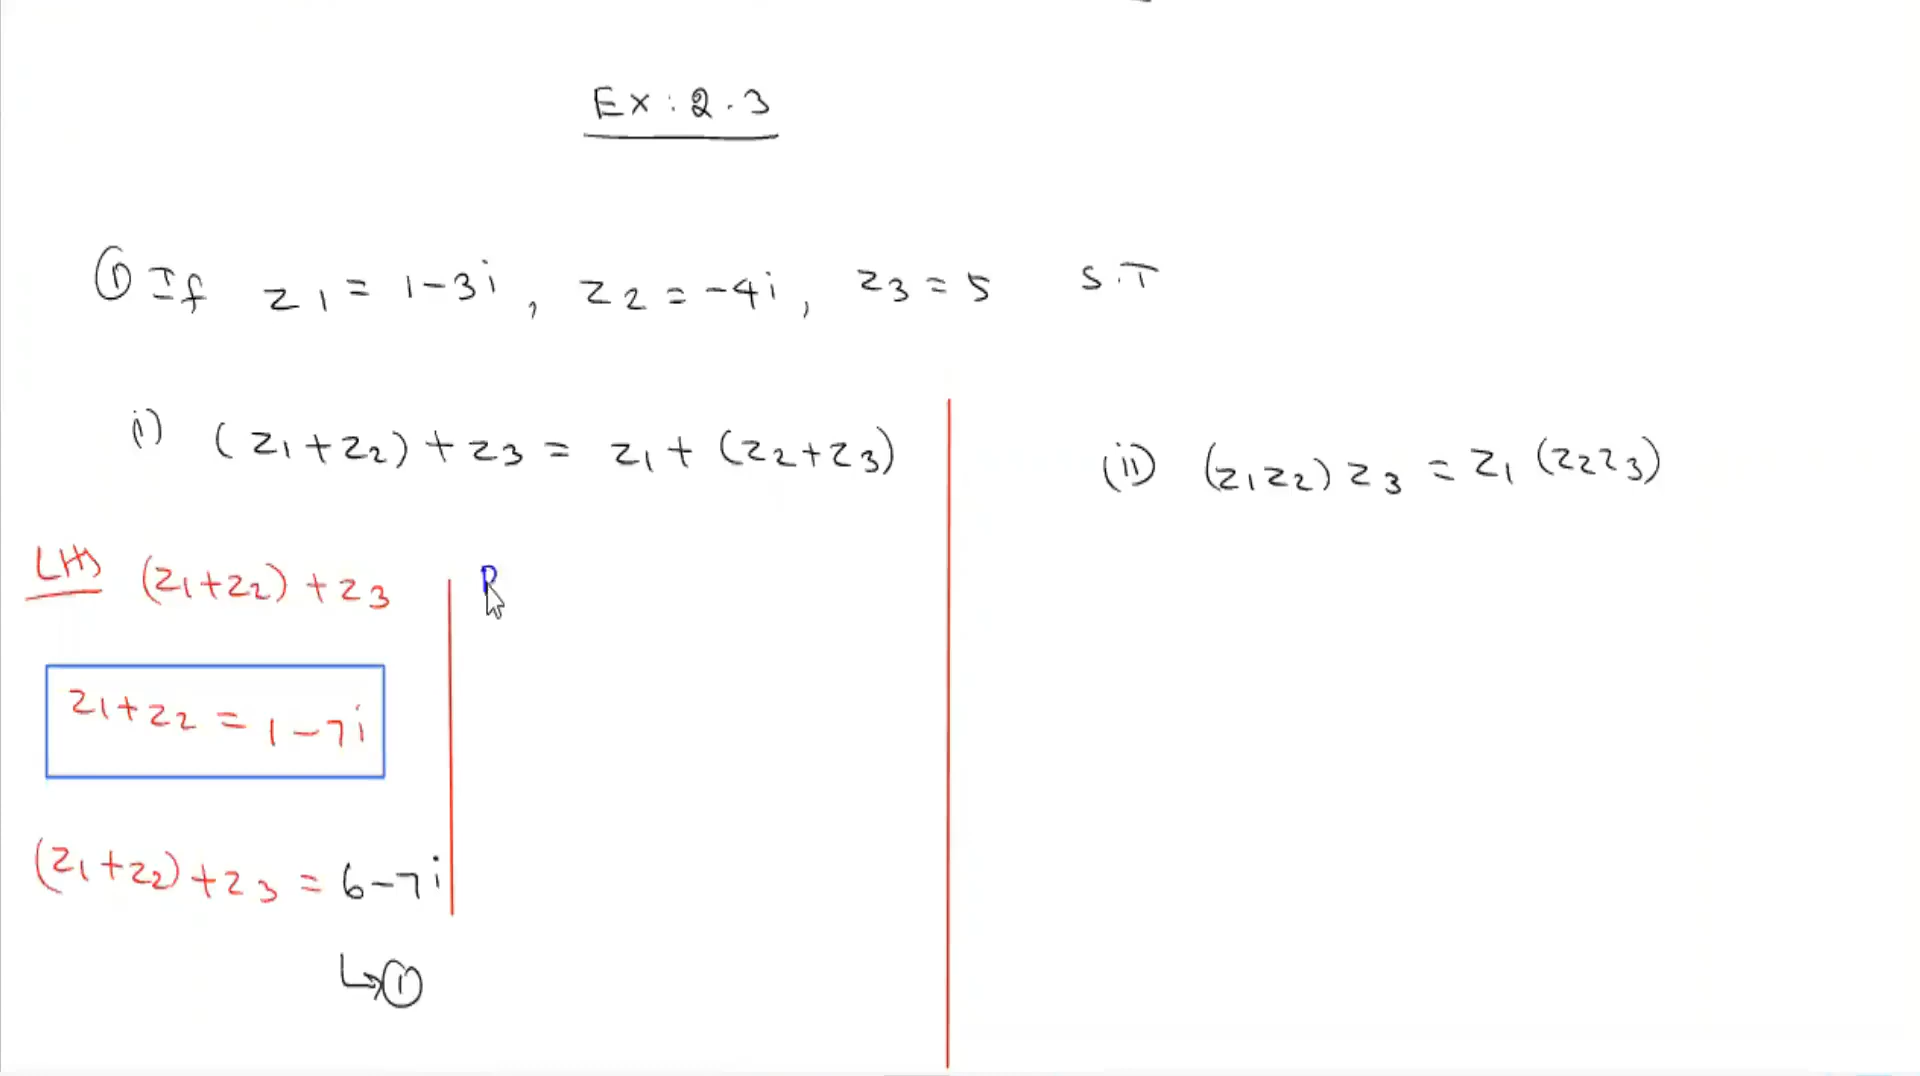 Ex: 2.3
① If z1 = 1-3i, z2 = -4i, z3 = 5 S.T
i) (z1+z2)+z3 = z1+(z2+z3)
(ii) (z1z2)z3 = z1(z2z3)
LHS (z1+z2)+z3
R
z1+z2 = 1-7i
(z1+z2)+z3 = 6-7i
↳①